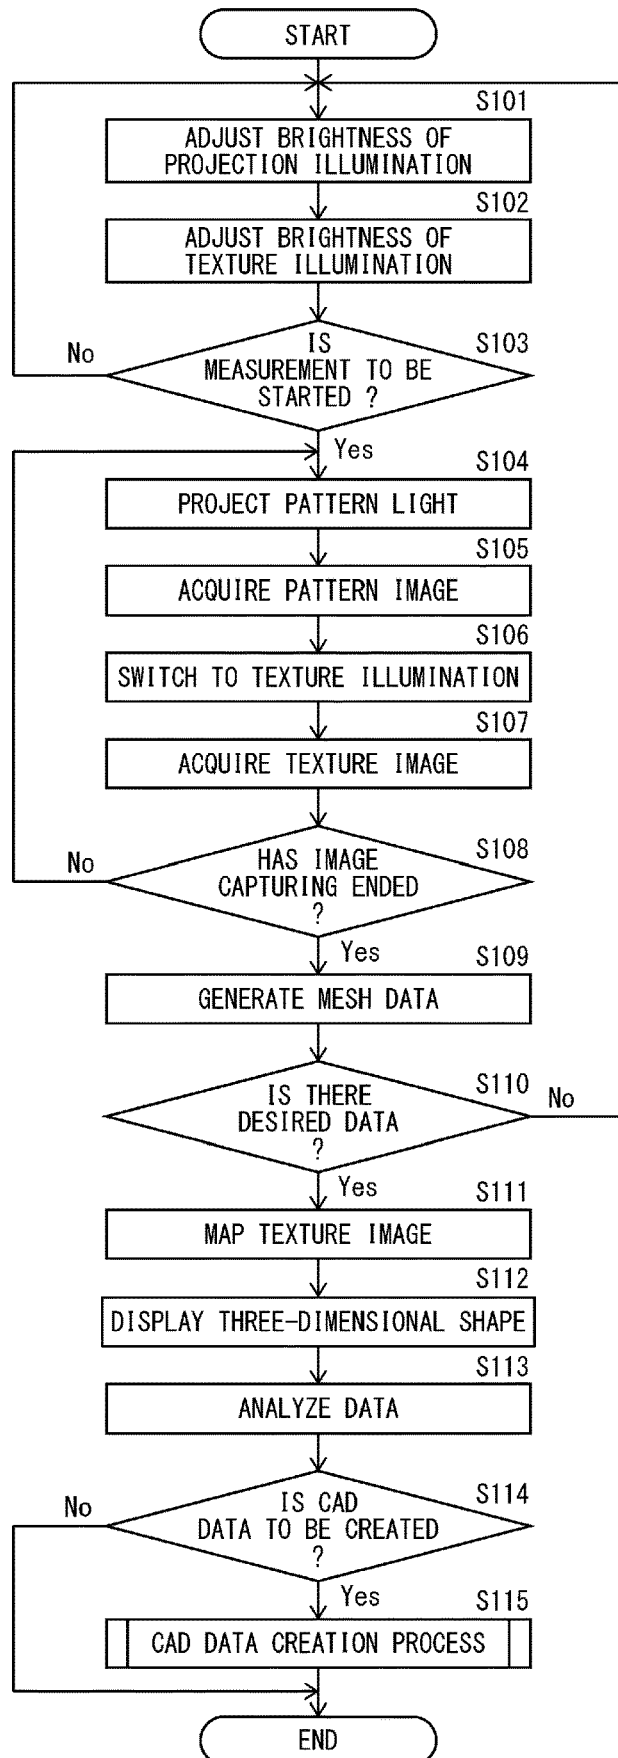 START
S101
ADJUST BRIGHTNESS OF
PROJECTION ILLUMINATION
S102
ADJUST BRIGHTNESS OF
TEXTURE ILLUMINATION
S103
IS
MEASUREMENT TO BE
STARTED ?
No
Yes
S104
PROJECT PATTERN LIGHT
S105
ACQUIRE PATTERN IMAGE
S106
SWITCH TO TEXTURE ILLUMINATION
S107
ACQUIRE TEXTURE IMAGE
S108
HAS IMAGE
CAPTURING ENDED
?
No
Yes
S109
GENERATE MESH DATA
S110
IS THERE
DESIRED DATA
?
No
Yes
S111
MAP TEXTURE IMAGE
S112
DISPLAY THREE-DIMENSIONAL SHAPE
S113
ANALYZE DATA
S114
IS CAD
DATA TO BE CREATED
?
No
Yes
S115
CAD DATA CREATION PROCESS
END